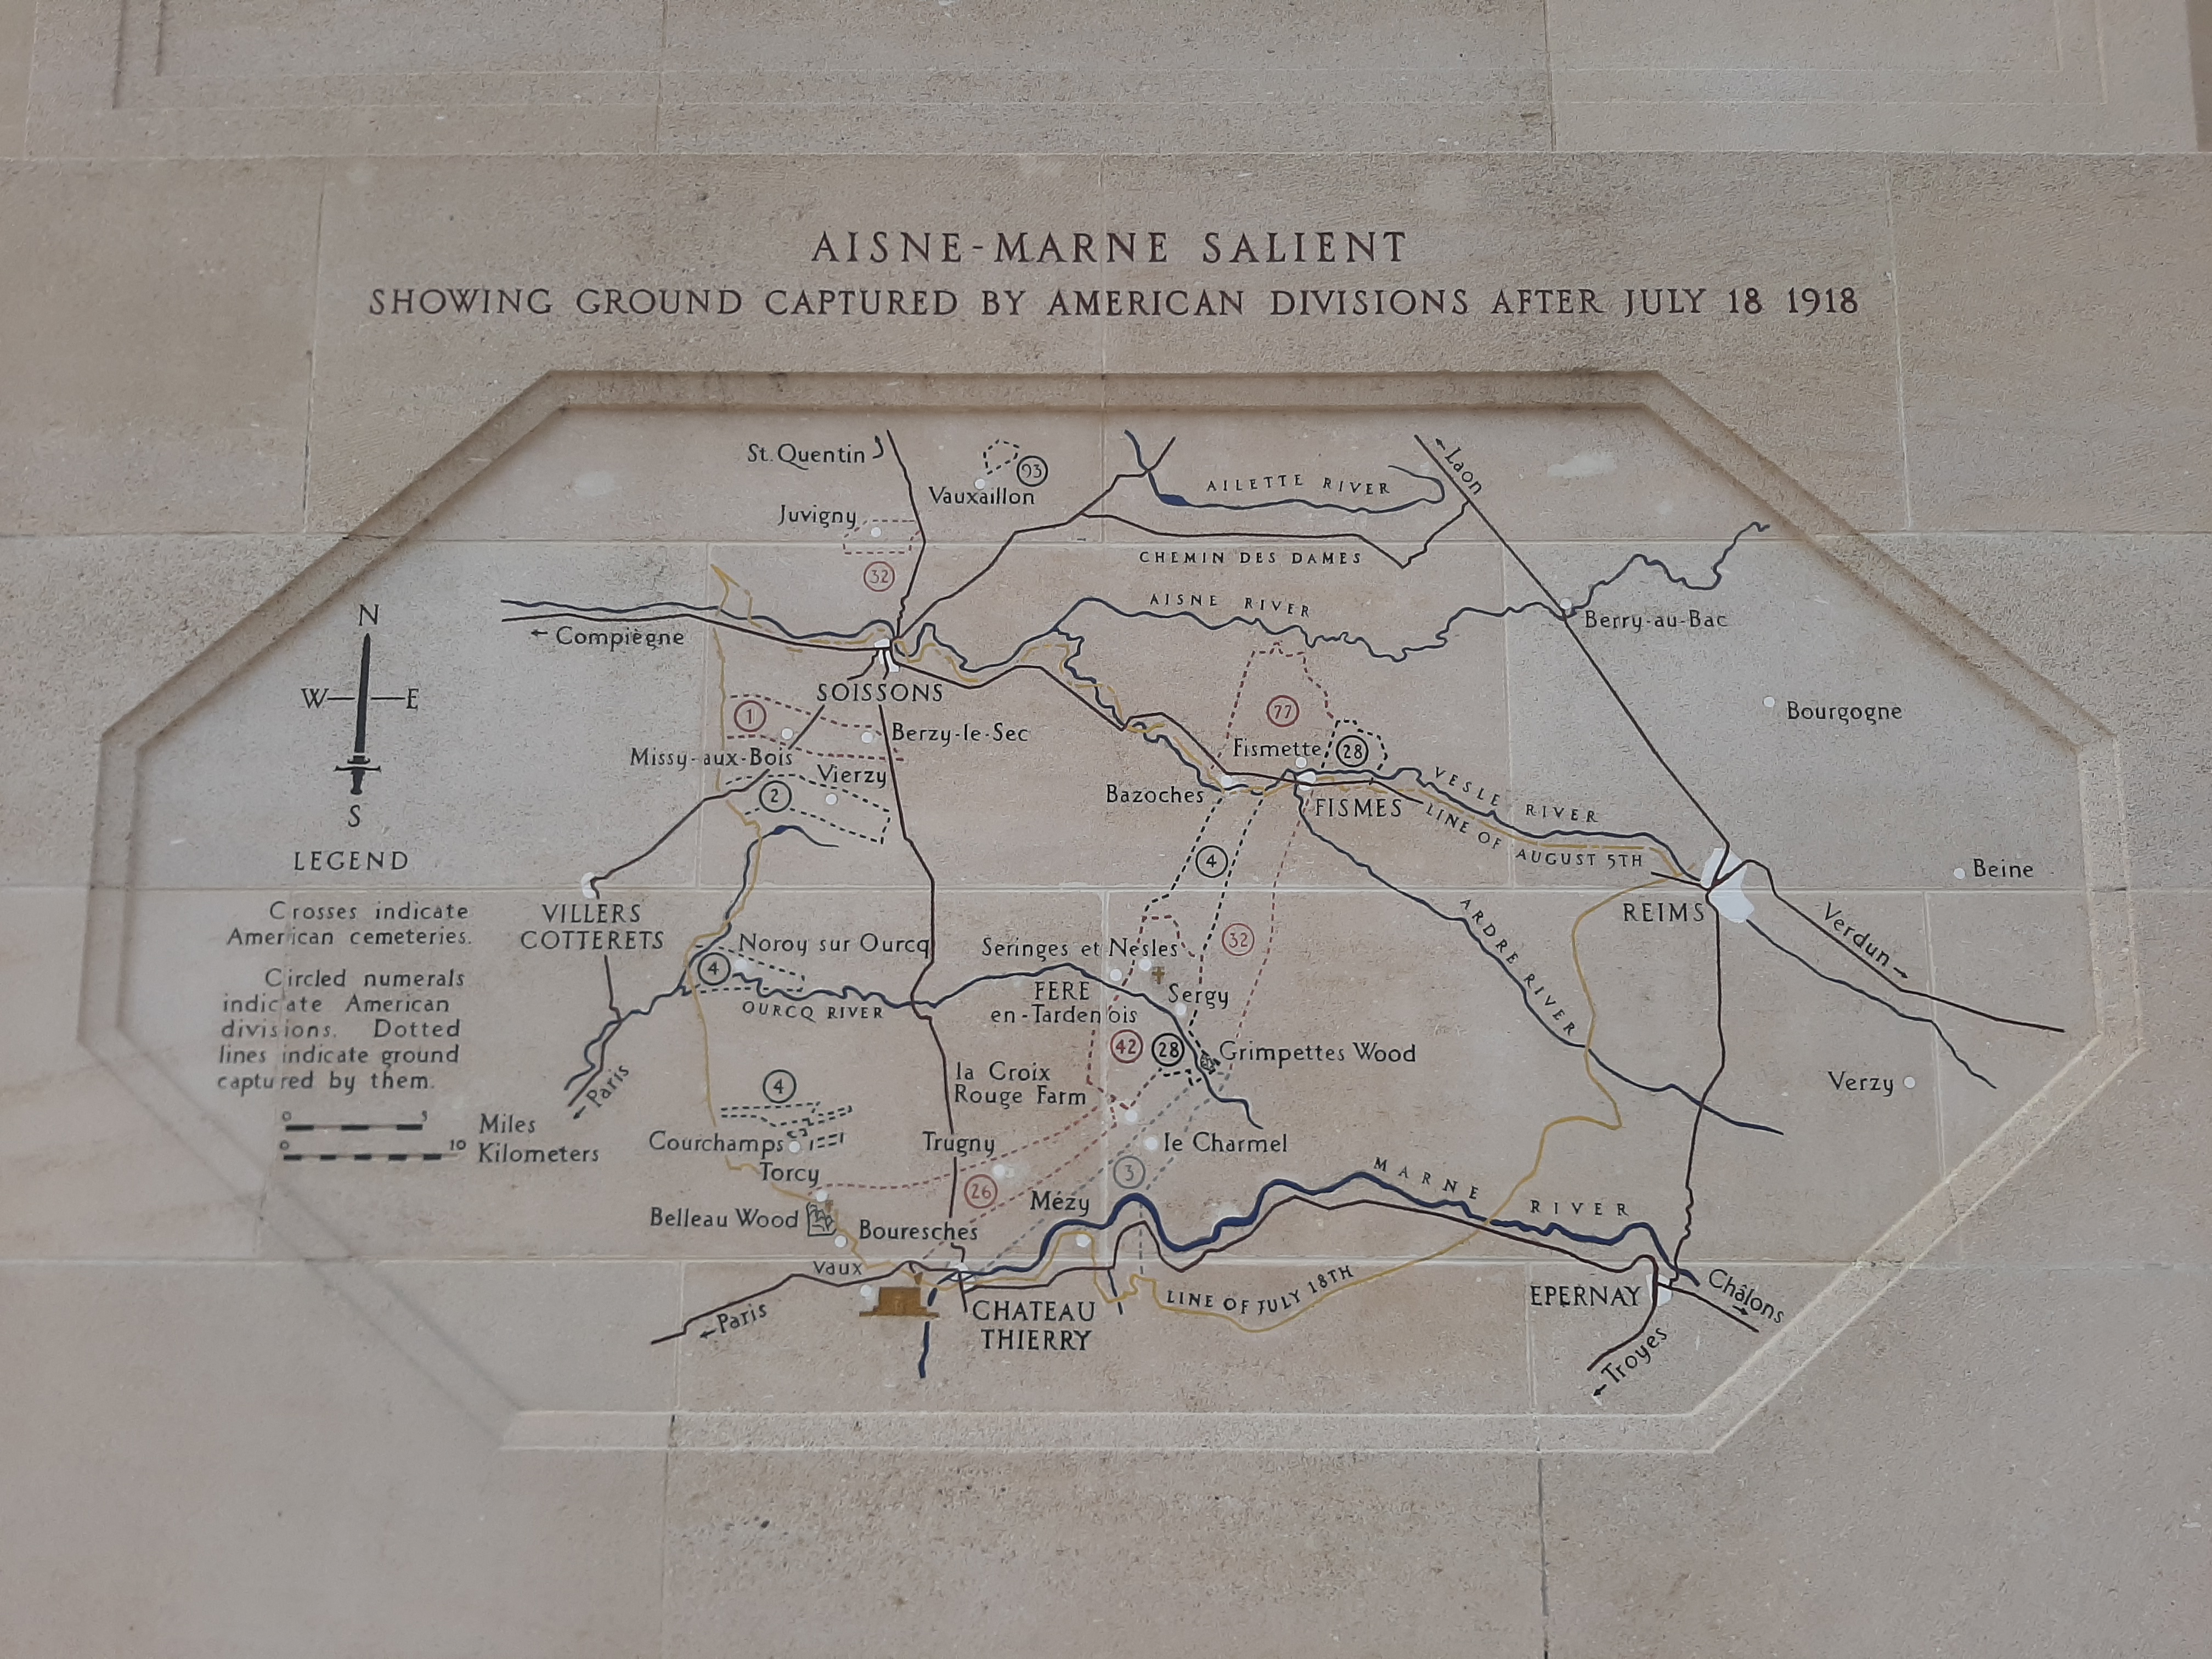 AISNE-MARNE SALIENT
SHOWING GROUND CAPTURED BY AMERICAN DIVISIONS AFTER JULY 18 1918
St. Quentin
93
Vauxaillon
Juvigny
32
AILETTE RIVER
←Laon
CHEMIN DES DAMES
AISNE RIVER
Berry-au-Bac
← Compiègne
SOISSONS
1
Berzy-le-Sec
Missy-aux-Bois
Vierzy
2
77
Fismette
28
Bourgogne
Bazoches
FISMES
VESLE RIVER
LINE OF AUGUST 5TH
4
Beine
REIMS
Verdun→
N
W E
S
LEGEND
Crosses indicate
American cemeteries.
Circled numerals
indicate American
divisions. Dotted
lines indicate ground
captured by them.
0 5
Miles
0 10
Kilometers
VILLERS
COTTERETS
Noroy sur Ourcq
4
OURCQ RIVER
Seringes et Nesles
32
ARDRE RIVER
FERE
en-Tardenois
Sergy
42
28
Grimpettes Wood
←Paris
la Croix
Rouge Farm
Verzy
4
Courchamps
Trugny
le Charmel
Torcy
26
3
Mézy
MARNE RIVER
Belleau Wood
Bouresches
Vaux
←Paris
CHATEAU
THIERRY
LINE OF JULY 18TH
EPERNAY
Châlons
→
←Troyes